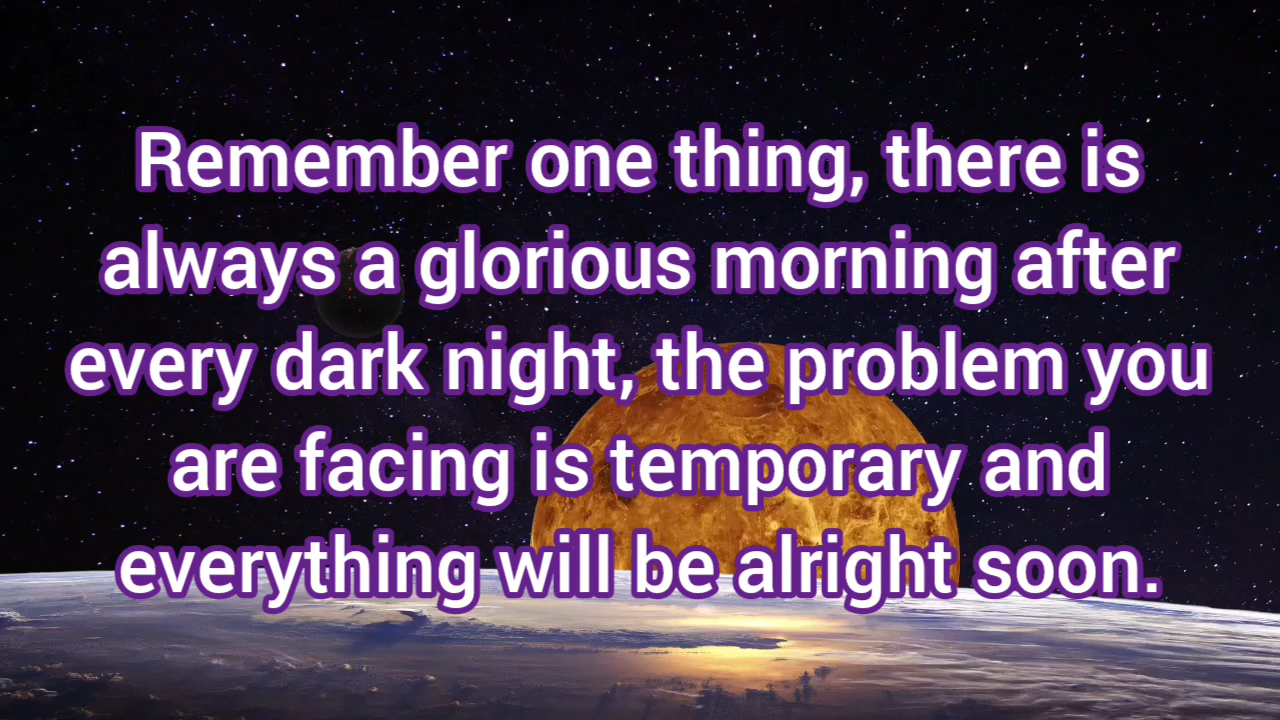 Remember one thing, there is
always a glorious morning after
every dark night, the problem you
are facing is temporary and
everything will be alright soon.